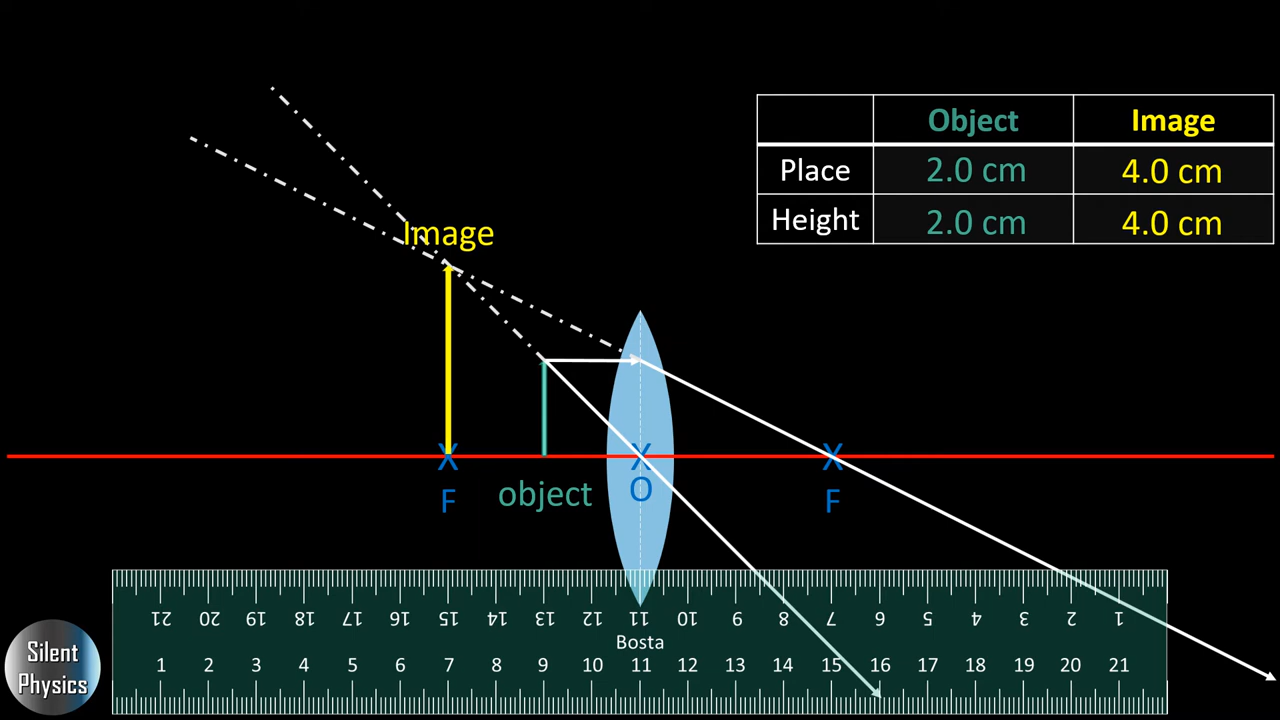 Object Image
Place 2.0 cm 4.0 cm
Height 2.0 cm 4.0 cm
Image
X X X
F object O F
21 20 19 18 17 16 15 14 13 12 11 10 9 8 7 6 5 4 3 2 1
Bosta
1 2 3 4 5 6 7 8 9 10 11 12 13 14 15 16 17 18 19 20 21
Silent
Physics